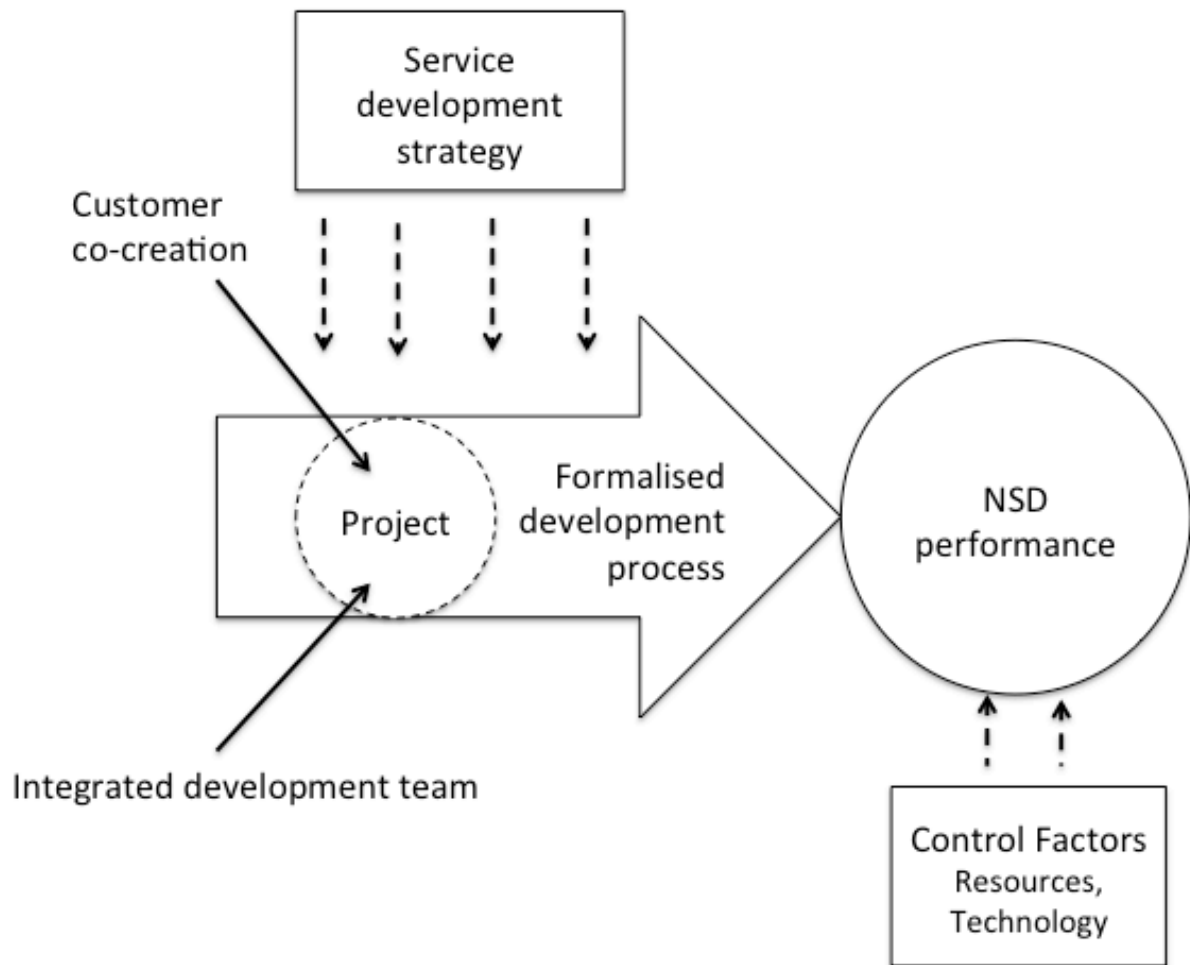 Service
development
strategy
Customer
co-creation
Project
Formalised
development
process
NSD
performance
Integrated development team
Control Factors
Resources,
Technology